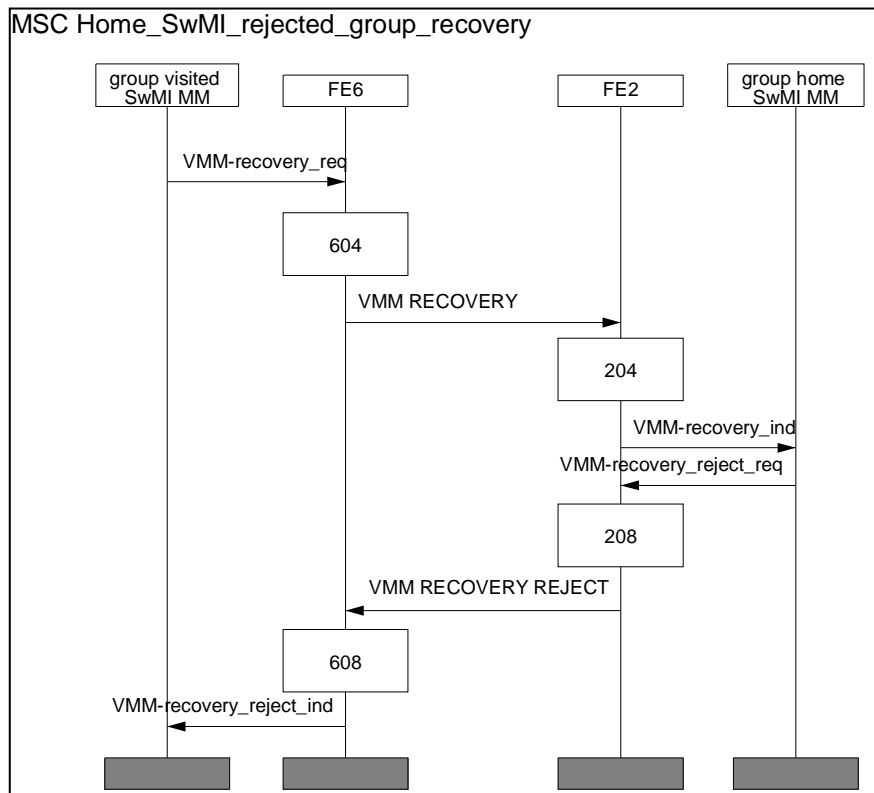 MSC Home_SwMI_rejected_group_recovery
group visited
SwMI MM
FE6
FE2
group home
SwMI MM
VMM-recovery_req
604
VMM RECOVERY
204
VMM-recovery_ind
VMM-recovery_reject_req
208
VMM RECOVERY REJECT
608
VMM-recovery_reject_ind